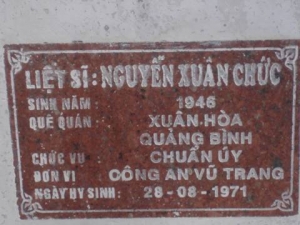 LIỆT SĨ: NGUYỄN XUÂN CHỨC
SINH NĂM : 1946
QUÊ QUÁN : XUÂN HÒA
QUẢNG BÌNH
CHỨC VỤ : CHUẨN ÚY
ĐƠN VỊ : CÔNG AN VŨ TRANG
NGÀY HY SINH: 28-08-1971